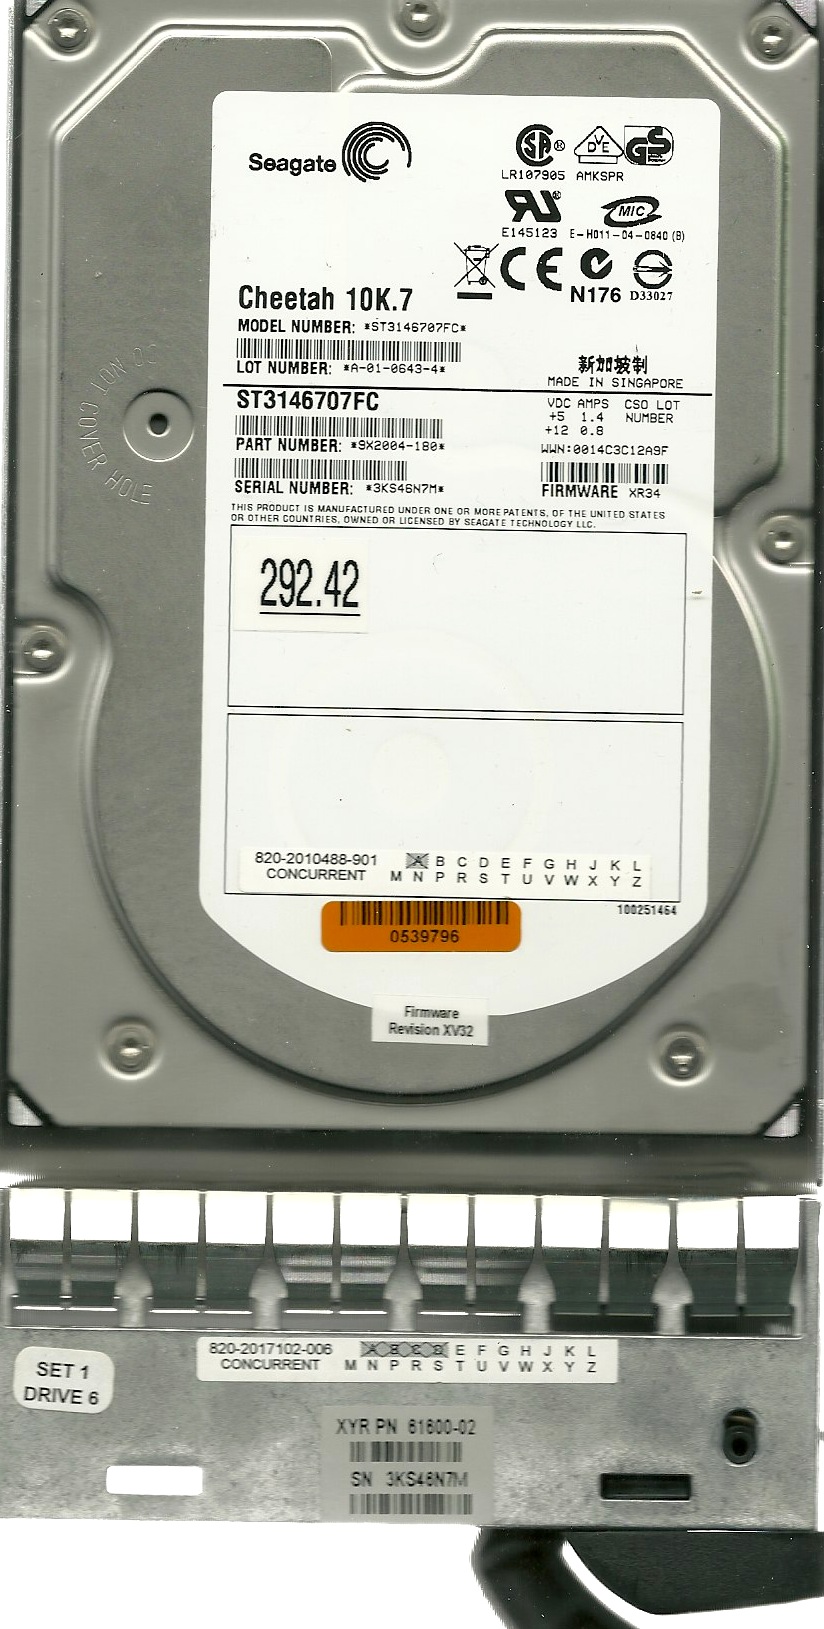 Seagate
LR107905 AMKSPR
E145123 E-H011-04-0840 (B)
MIC
N176 D33027
Cheetah 10K.7
MODEL NUMBER: *ST3146707FC*
LOT NUMBER: *A-01-0643-4*
新加坡制
MADE IN SINGAPORE
ST3146707FC
VDC AMPS CSO LOT
+5 1.4 NUMBER
+12 0.8
PART NUMBER: *9X2004-180*
WWN:0014C3C12A9F
SERIAL NUMBER: *3KS46N7M*
FIRMWARE XR34
THIS PRODUCT IS MANUFACTURED UNDER ONE OR MORE PATENTS, OF THE UNITED STATES
OR OTHER COUNTRIES, OWNED OR LICENSED BY SEAGATE TECHNOLOGY LLC.
DO NOT COVER HOLE
292.42
820-2010488-901 A B C D E F G H J K L
CONCURRENT M N P R S T U V W X Y Z
100251464
0539796
Firmware
Revision XV32
820-2017102-006 A B C D E F G H J K L
CONCURRENT M N P R S T U V W X Y Z
SET 1
DRIVE 6
XYR PN 61600-02
SN 3KS46N7M